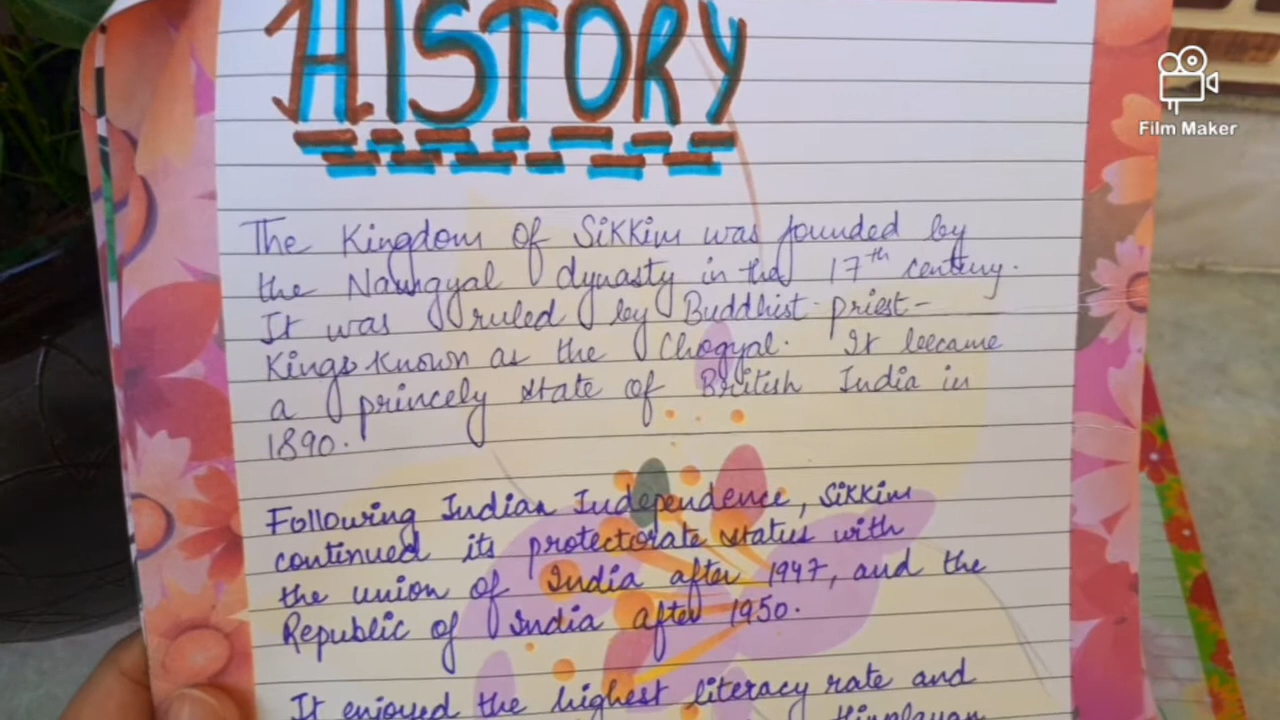 HISTORY
Film Maker
The Kingdom of Sikkim was founded by
the Namgyal dynasty in the 17th century.
It was ruled by Buddhist priest-
Kings known as the Chogyal. It became
a princely state of British India in
1890.
Following Indian Independence, Sikkim
continued its protectorate status with
the union of India after 1947, and the
Republic of India after 1950.
It enjoyed the highest literacy rate and
Himalayan